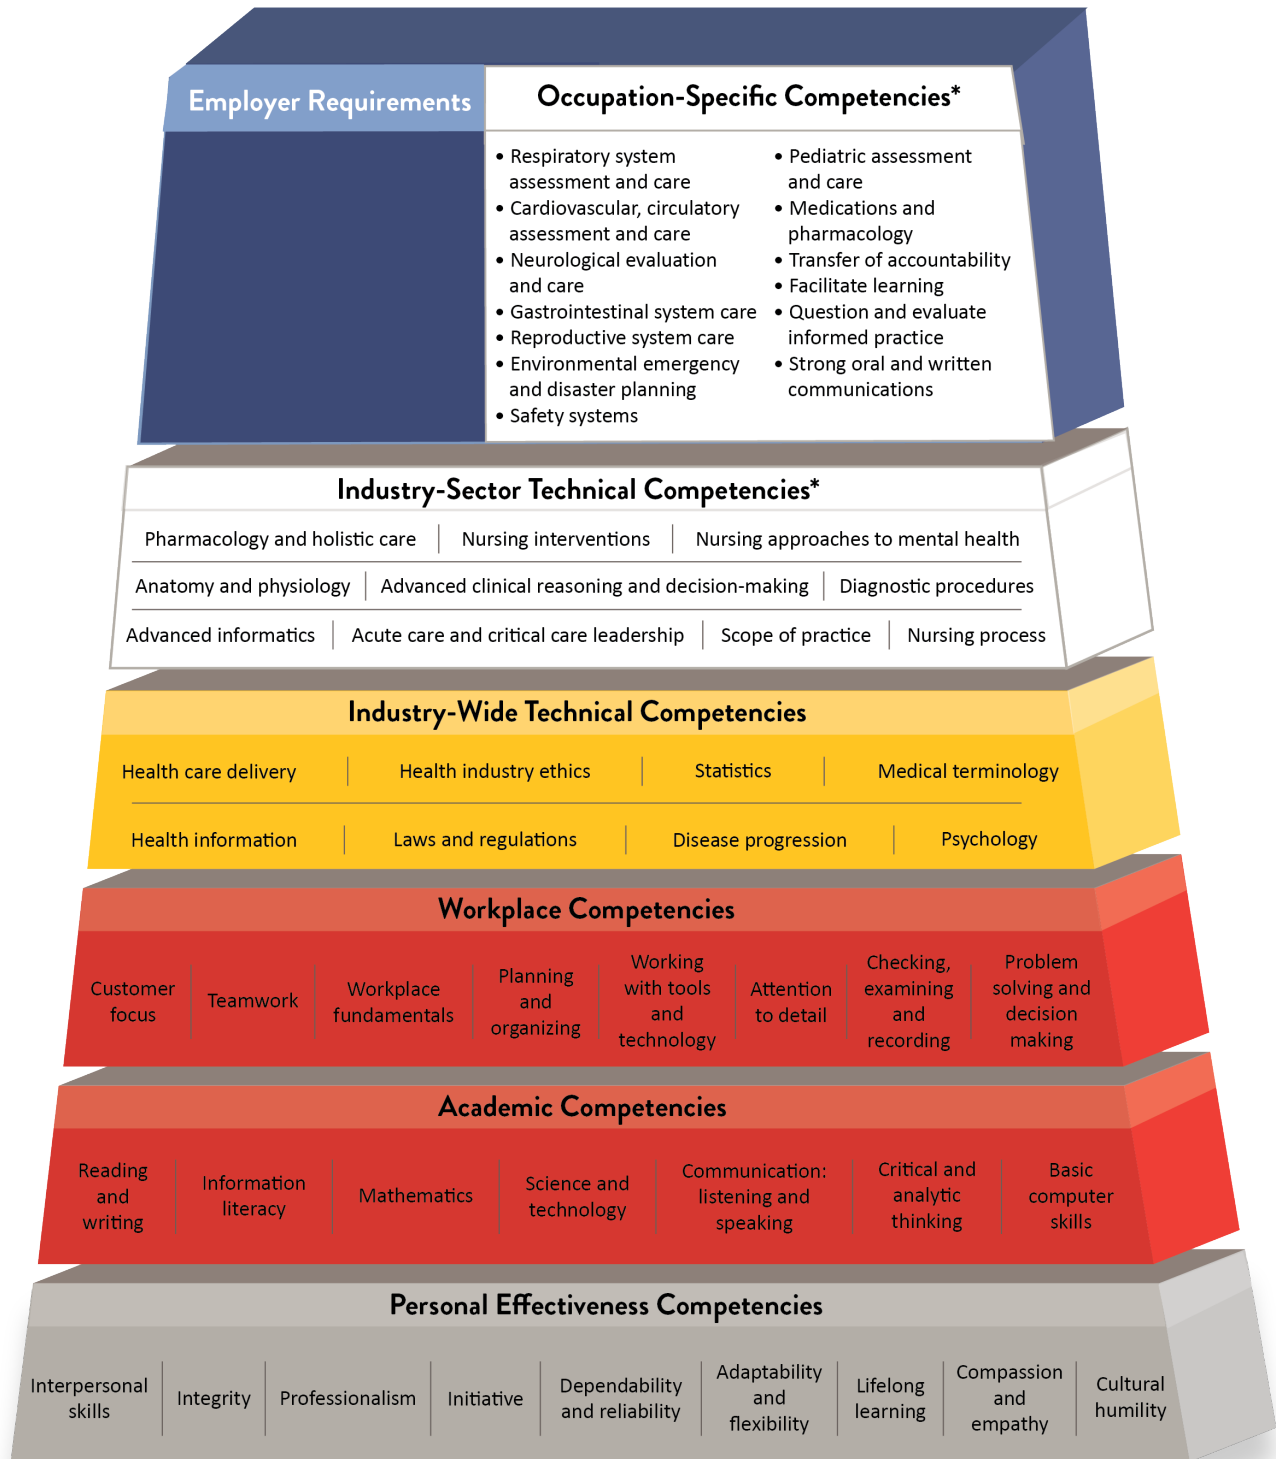 Employer Requirements
Occupation-Specific Competencies*
• Respiratory system
assessment and care
• Cardiovascular, circulatory
assessment and care
• Neurological evaluation
and care
• Gastrointestinal system care
• Reproductive system care
• Environmental emergency
and disaster planning
• Safety systems
• Pediatric assessment
and care
• Medications and
pharmacology
• Transfer of accountability
• Facilitate learning
• Question and evaluate
informed practice
• Strong oral and written
communications
Industry-Sector Technical Competencies*
Pharmacology and holistic care
Nursing interventions
Nursing approaches to mental health
Anatomy and physiology
Advanced clinical reasoning and decision-making
Diagnostic procedures
Advanced informatics
Acute care and critical care leadership
Scope of practice
Nursing process
Industry-Wide Technical Competencies
Health care delivery
Health industry ethics
Statistics
Medical terminology
Health information
Laws and regulations
Disease progression
Psychology
Workplace Competencies
Customer
focus
Teamwork
Workplace
fundamentals
Planning
and
organizing
Working
with tools
and
technology
Attention
to detail
Checking,
examining
and
recording
Problem
solving and
decision
making
Academic Competencies
Reading
and
writing
Information
literacy
Mathematics
Science and
technology
Communication:
listening and
speaking
Critical and
analytic
thinking
Basic
computer
skills
Personal Effectiveness Competencies
Interpersonal
skills
Integrity
Professionalism
Initiative
Dependability
and reliability
Adaptability
and
flexibility
Lifelong
learning
Compassion
and
empathy
Cultural
humility